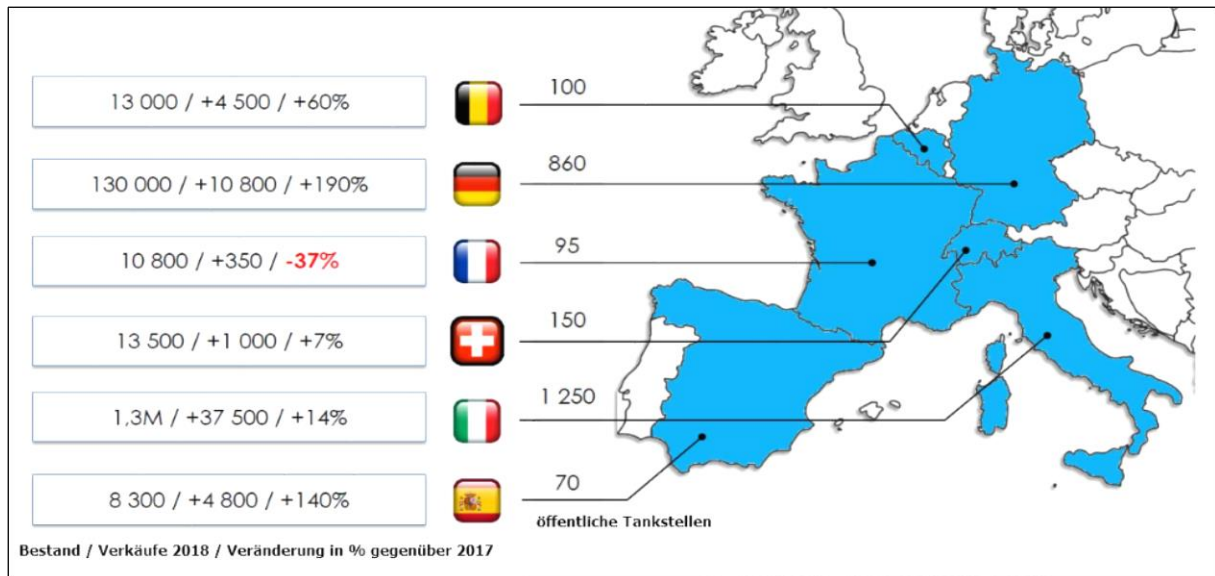 13 000 / +4 500 / +60%
100
130 000 / +10 800 / +190%
860
10 800 / +350 / -37%
95
13 500 / +1 000 / +7%
150
1,3M / +37 500 / +14%
1 250
8 300 / +4 800 / +140%
70
öffentliche Tankstellen
Bestand / Verkäufe 2018 / Veränderung in % gegenüber 2017